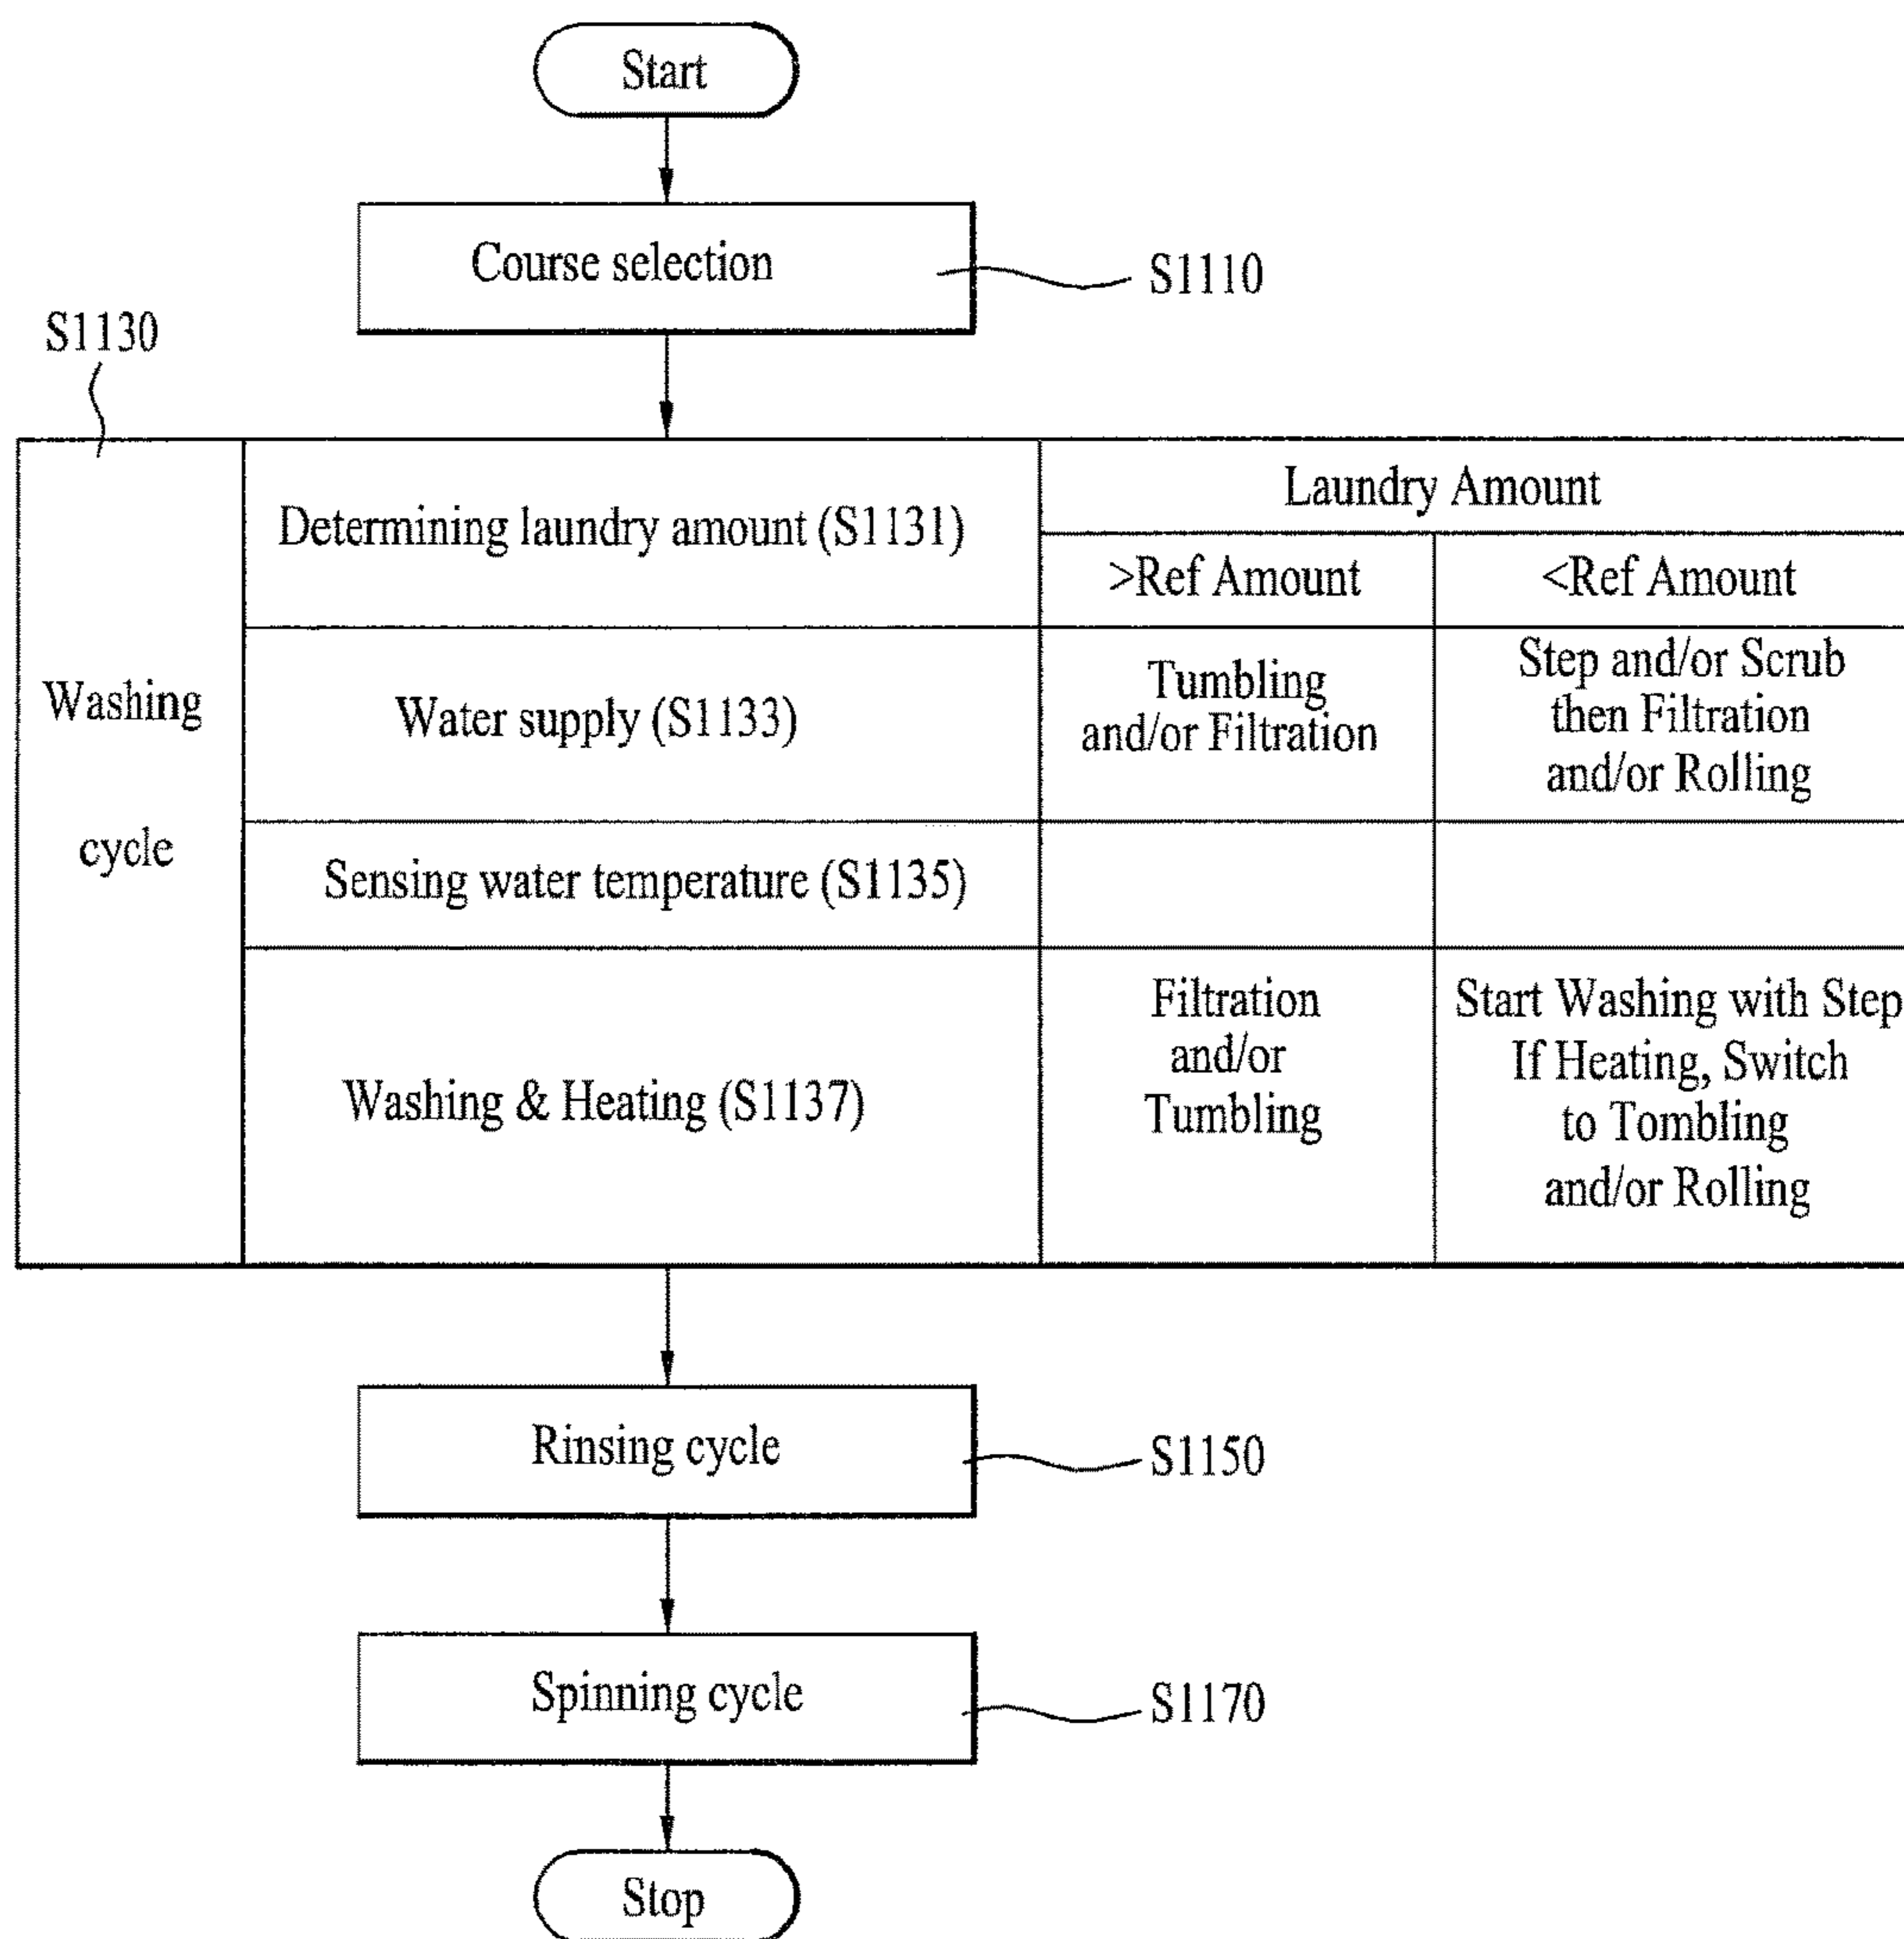 Start
Course selection
S1110
S1130
Washing
cycle
Determining laundry amount (S1131)
Laundry Amount
>Ref Amount
<Ref Amount
Water supply (S1133)
Tumbling
and/or Filtration
Step and/or Scrub
then Filtration
and/or Rolling
Sensing water temperature (S1135)
Washing & Heating (S1137)
Filtration
and/or
Tumbling
Start Washing with Step
If Heating, Switch
to Tombling
and/or Rolling
Rinsing cycle
S1150
Spinning cycle
S1170
Stop